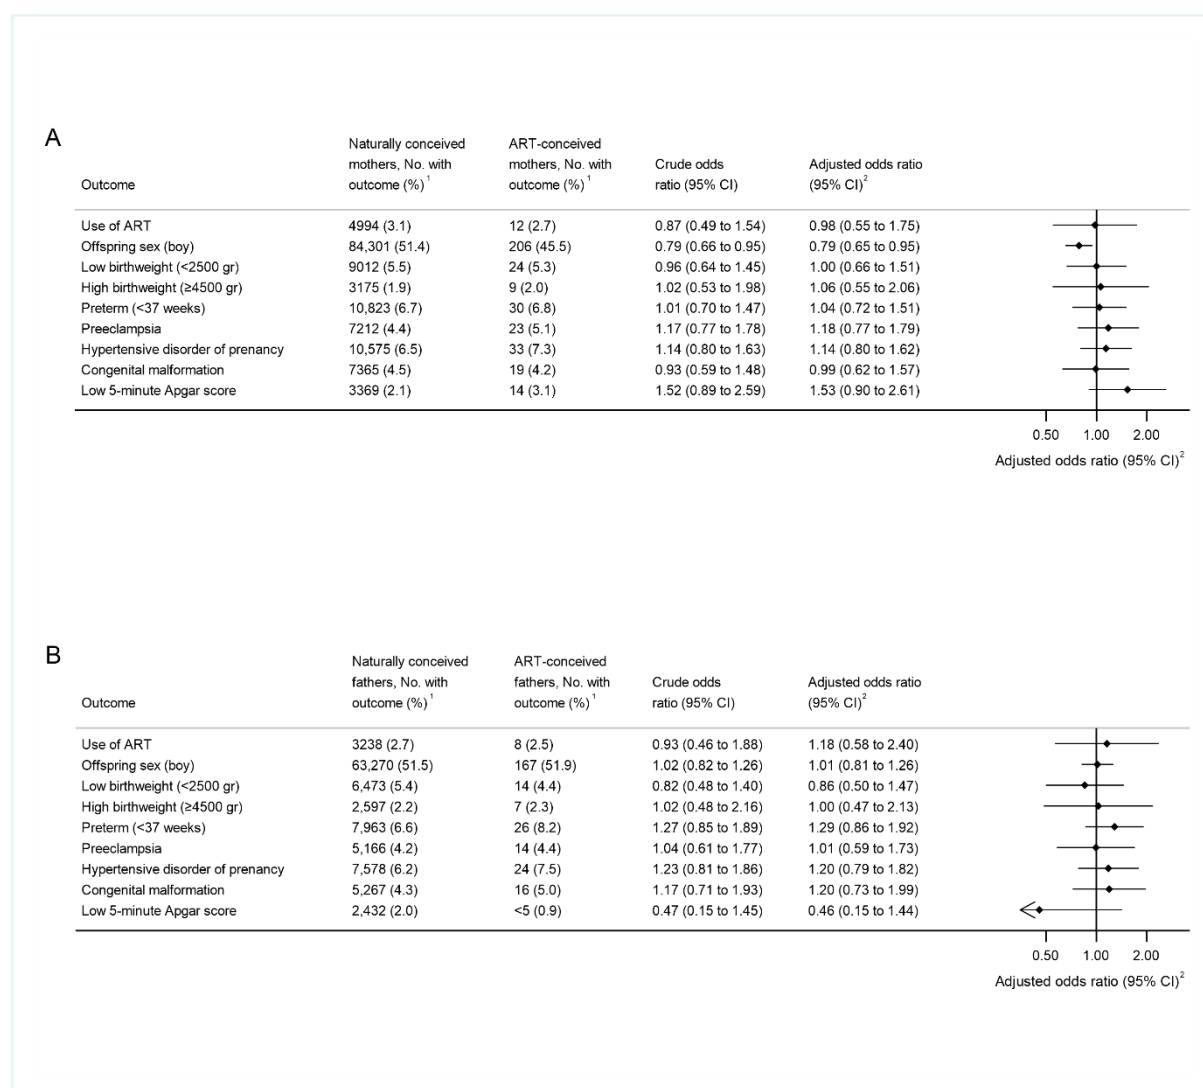 A
Naturally conceived mothers, No. with outcome (%)1
ART-conceived mothers, No. with outcome (%)1
Crude odds ratio (95% CI)
Adjusted odds ratio (95% CI)2
Outcome
Use of ART 4994 (3.1) 12 (2.7) 0.87 (0.49 to 1.54) 0.98 (0.55 to 1.75)
Offspring sex (boy) 84,301 (51.4) 206 (45.5) 0.79 (0.66 to 0.95) 0.79 (0.65 to 0.95)
Low birthweight (<2500 gr) 9012 (5.5) 24 (5.3) 0.96 (0.64 to 1.45) 1.00 (0.66 to 1.51)
High birthweight (≥4500 gr) 3175 (1.9) 9 (2.0) 1.02 (0.53 to 1.98) 1.06 (0.55 to 2.06)
Preterm (<37 weeks) 10,823 (6.7) 30 (6.8) 1.01 (0.70 to 1.47) 1.04 (0.72 to 1.51)
Preeclampsia 7212 (4.4) 23 (5.1) 1.17 (0.77 to 1.78) 1.18 (0.77 to 1.79)
Hypertensive disorder of prenancy 10,575 (6.5) 33 (7.3) 1.14 (0.80 to 1.63) 1.14 (0.80 to 1.62)
Congenital malformation 7365 (4.5) 19 (4.2) 0.93 (0.59 to 1.48) 0.99 (0.62 to 1.57)
Low 5-minute Apgar score 3369 (2.1) 14 (3.1) 1.52 (0.89 to 2.59) 1.53 (0.90 to 2.61)
0.50 1.00 2.00
Adjusted odds ratio (95% CI)2
B
Naturally conceived fathers, No. with outcome (%)1
ART-conceived fathers, No. with outcome (%)1
Crude odds ratio (95% CI)
Adjusted odds ratio (95% CI)2
Outcome
Use of ART 3238 (2.7) 8 (2.5) 0.93 (0.46 to 1.88) 1.18 (0.58 to 2.40)
Offspring sex (boy) 63,270 (51.5) 167 (51.9) 1.02 (0.82 to 1.26) 1.01 (0.81 to 1.26)
Low birthweight (<2500 gr) 6,473 (5.4) 14 (4.4) 0.82 (0.48 to 1.40) 0.86 (0.50 to 1.47)
High birthweight (≥4500 gr) 2,597 (2.2) 7 (2.3) 1.02 (0.48 to 2.16) 1.00 (0.47 to 2.13)
Preterm (<37 weeks) 7,963 (6.6) 26 (8.2) 1.27 (0.85 to 1.89) 1.29 (0.86 to 1.92)
Preeclampsia 5,166 (4.2) 14 (4.4) 1.04 (0.61 to 1.77) 1.01 (0.59 to 1.73)
Hypertensive disorder of prenancy 7,578 (6.2) 24 (7.5) 1.23 (0.81 to 1.86) 1.20 (0.79 to 1.82)
Congenital malformation 5,267 (4.3) 16 (5.0) 1.17 (0.71 to 1.93) 1.20 (0.73 to 1.99)
Low 5-minute Apgar score 2,432 (2.0) <5 (0.9) 0.47 (0.15 to 1.45) 0.46 (0.15 to 1.44)
0.50 1.00 2.00
Adjusted odds ratio (95% CI)2